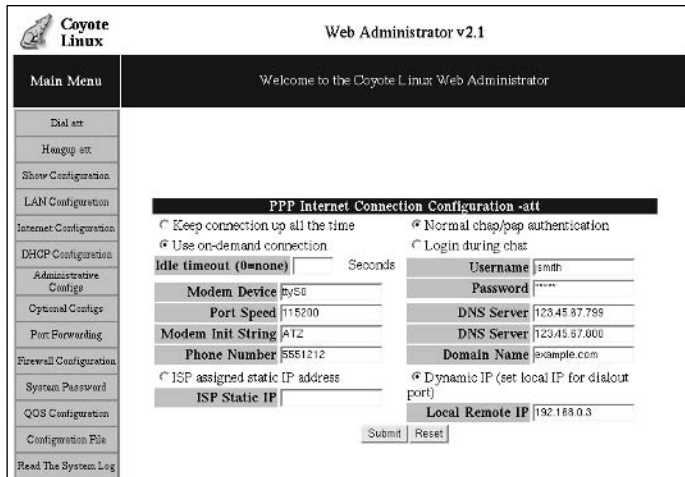 Coyote
Linux
Web Administrator v2.1
Main Menu
Welcome to the Coyote Linux Web Administrator
Dial att
Hangup att
Show Configuration
LAN Configuration
Internet Configuration
DHCP Configuration
Administrative
Configs
Optional Configs
Port Forwarding
Firewall Configuration
System Password
QOS Configuration
Configuration File
Read The System Log
PPP Internet Connection Configuration -att
Keep connection up all the time
Normal chap/pap authentication
Use on-demand connection
Login during chat
Idle timeout (0=none) Seconds
Username jsmith
Password *****
Modem Device ttyS0
Port Speed 115200
DNS Server 123.45.67.799
Modem Init String ATZ
DNS Server 123.45.67.800
Phone Number 5551212
Domain Name example.com
ISP assigned static IP address
Dynamic IP (set local IP for dialout
port)
ISP Static IP
Local Remote IP 192.168.0.3
Submit Reset